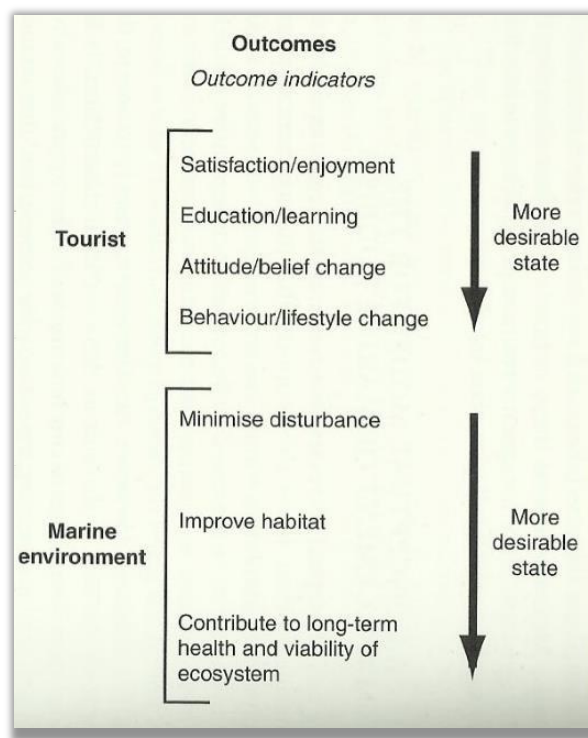 Outcomes
Outcome indicators
Tourist
Satisfaction/enjoyment
Education/learning
Attitude/belief change
Behaviour/lifestyle change
More
desirable
state
Marine
environment
Minimise disturbance
Improve habitat
Contribute to long-term
health and viability of
ecosystem
More
desirable
state